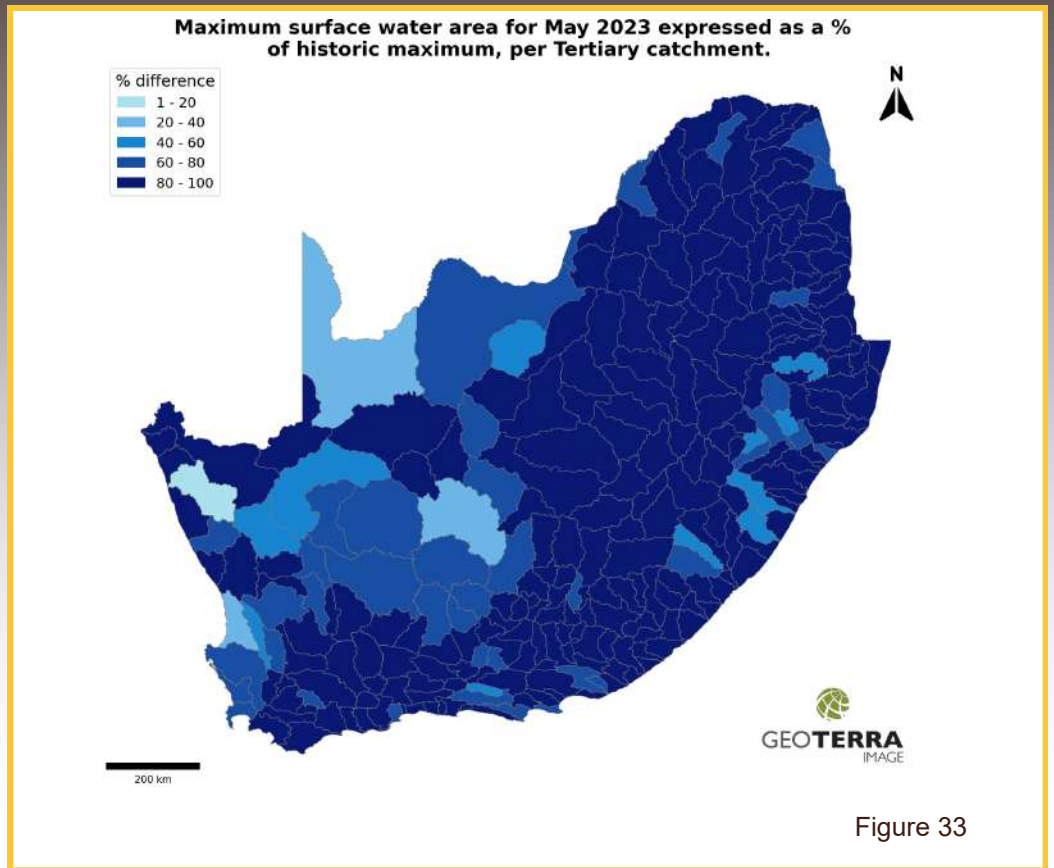 Maximum surface water area for May 2023 expressed as a %
of historic maximum, per Tertiary catchment.
% difference
1 - 20
20 - 40
40 - 60
60 - 80
80 - 100
N
GEOTERRA
IMAGE
200 km
Figure 33